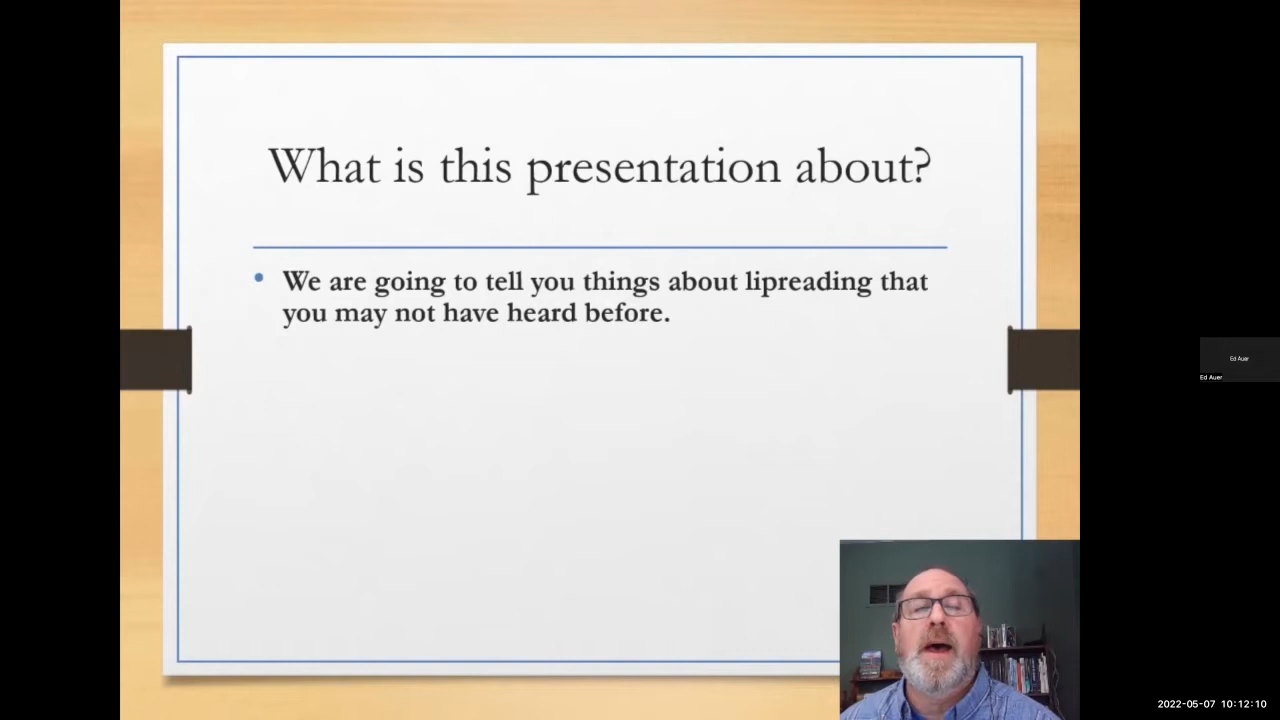 What is this presentation about?
• We are going to tell you things about lipreading that
you may not have heard before.
Ed Auer
Ed Auer
2022-05-07 10:12:10